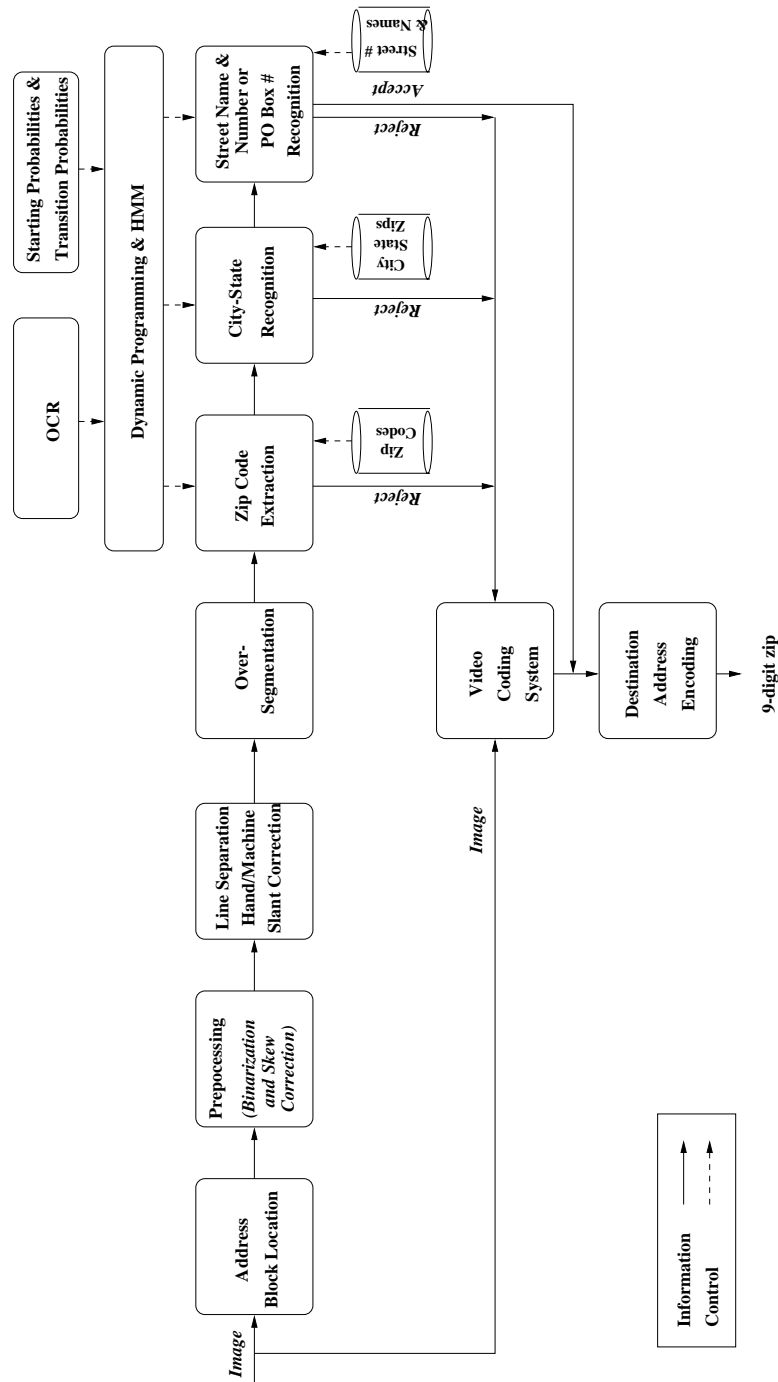 Starting Probabilities &
Transition Probabilities
OCR
Dynamic Programming & HMM
Image
Address
Block Location
Prepocessing
(Binarization
and Skew
Correction)
Line Separation
Hand/Machine
Slant Correction
Over-
Segmentation
Zip Code
Extraction
City-State
Recognition
Street Name &
Number or
PO Box #
Recognition
Zip
Codes
City
State
Zips
Street #
& Names
Reject
Reject
Reject
Accept
Image
Video
Coding
System
Destination
Address
Encoding
9-digit zip
Information
Control